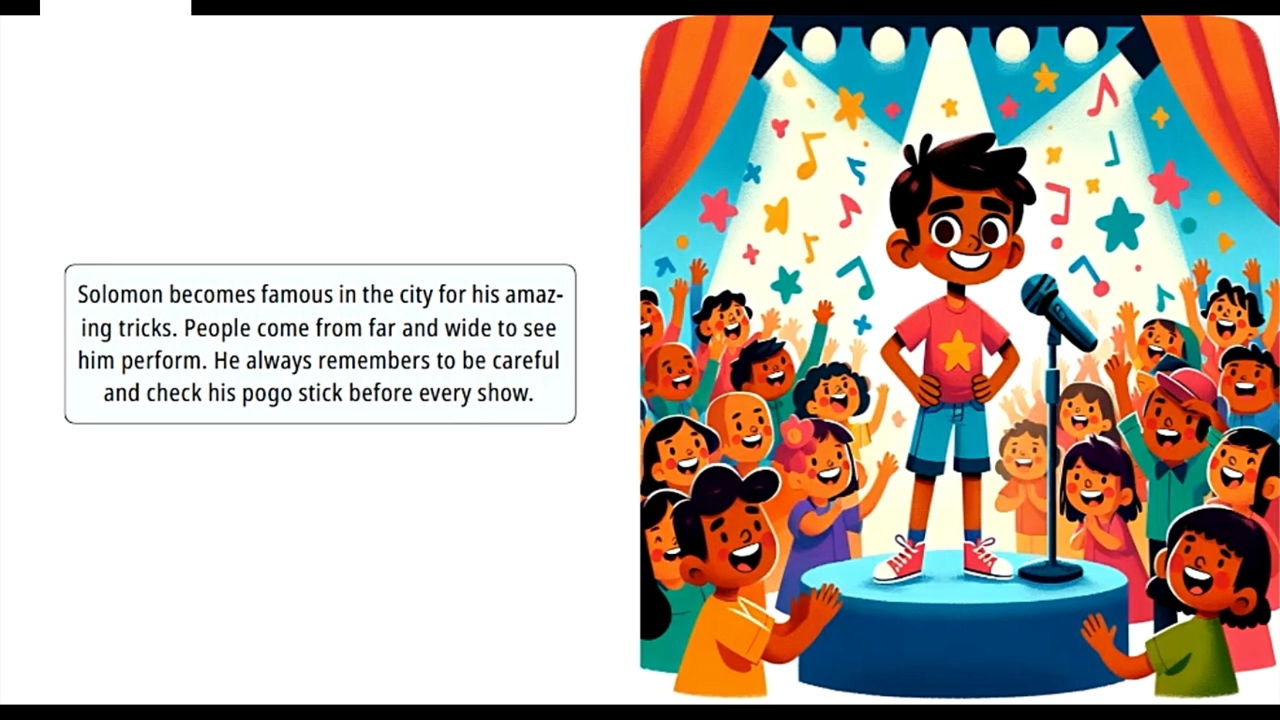 Solomon becomes famous in the city for his amaz-
ing tricks. People come from far and wide to see
him perform. He always remembers to be careful
and check his pogo stick before every show.